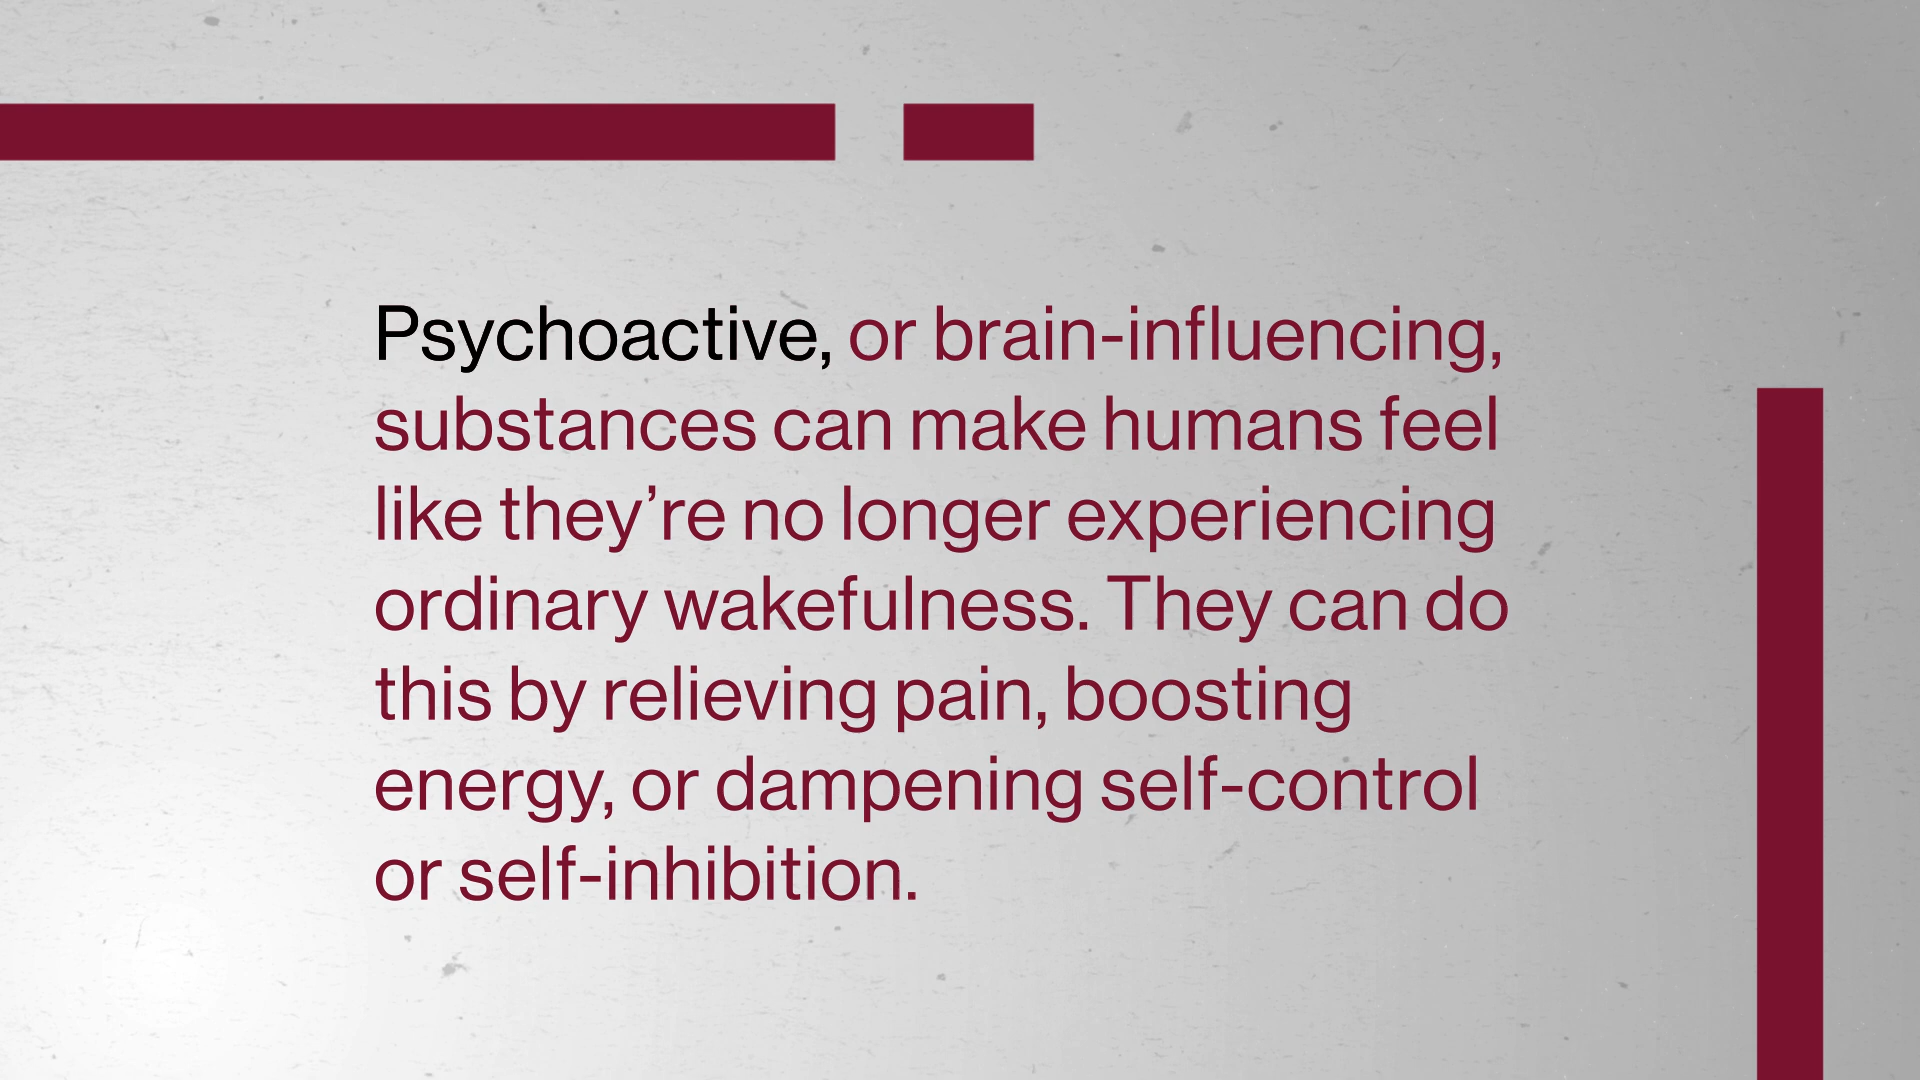 Psychoactive, or brain-influencing,
substances can make humans feel
like they’re no longer experiencing
ordinary wakefulness. They can do
this by relieving pain, boosting
energy, or dampening self-control
or self-inhibition.